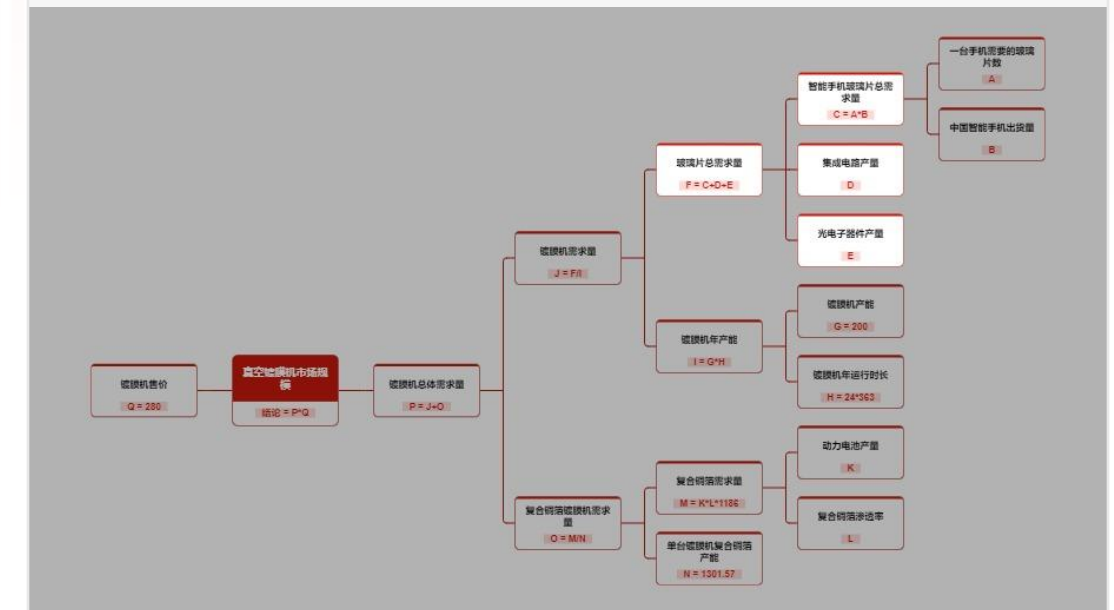 一台手机需要的玻璃
片数
A
智能手机玻璃片总需
求量
C = A*B
中国智能手机出货量
B
玻璃片总需求量
F = C+D+E
集成电路产量
D
光电子器件产量
E
镀膜机需求量
J = F/I
镀膜机产能
G = 200
镀膜机年产能
I = G*H
镀膜机年运行时长
H = 24*363
镀膜机售价
Q = 280
真空镀膜机市场规
模
结论 = P*Q
镀膜机总体需求量
P = J+O
动力电池产量
K
复合铜箔需求量
M = K*L*1186
复合铜箔渗透率
L
复合铜箔镀膜机需求
量
O = M/N
单台镀膜机复合铜箔
产能
N = 1301.57